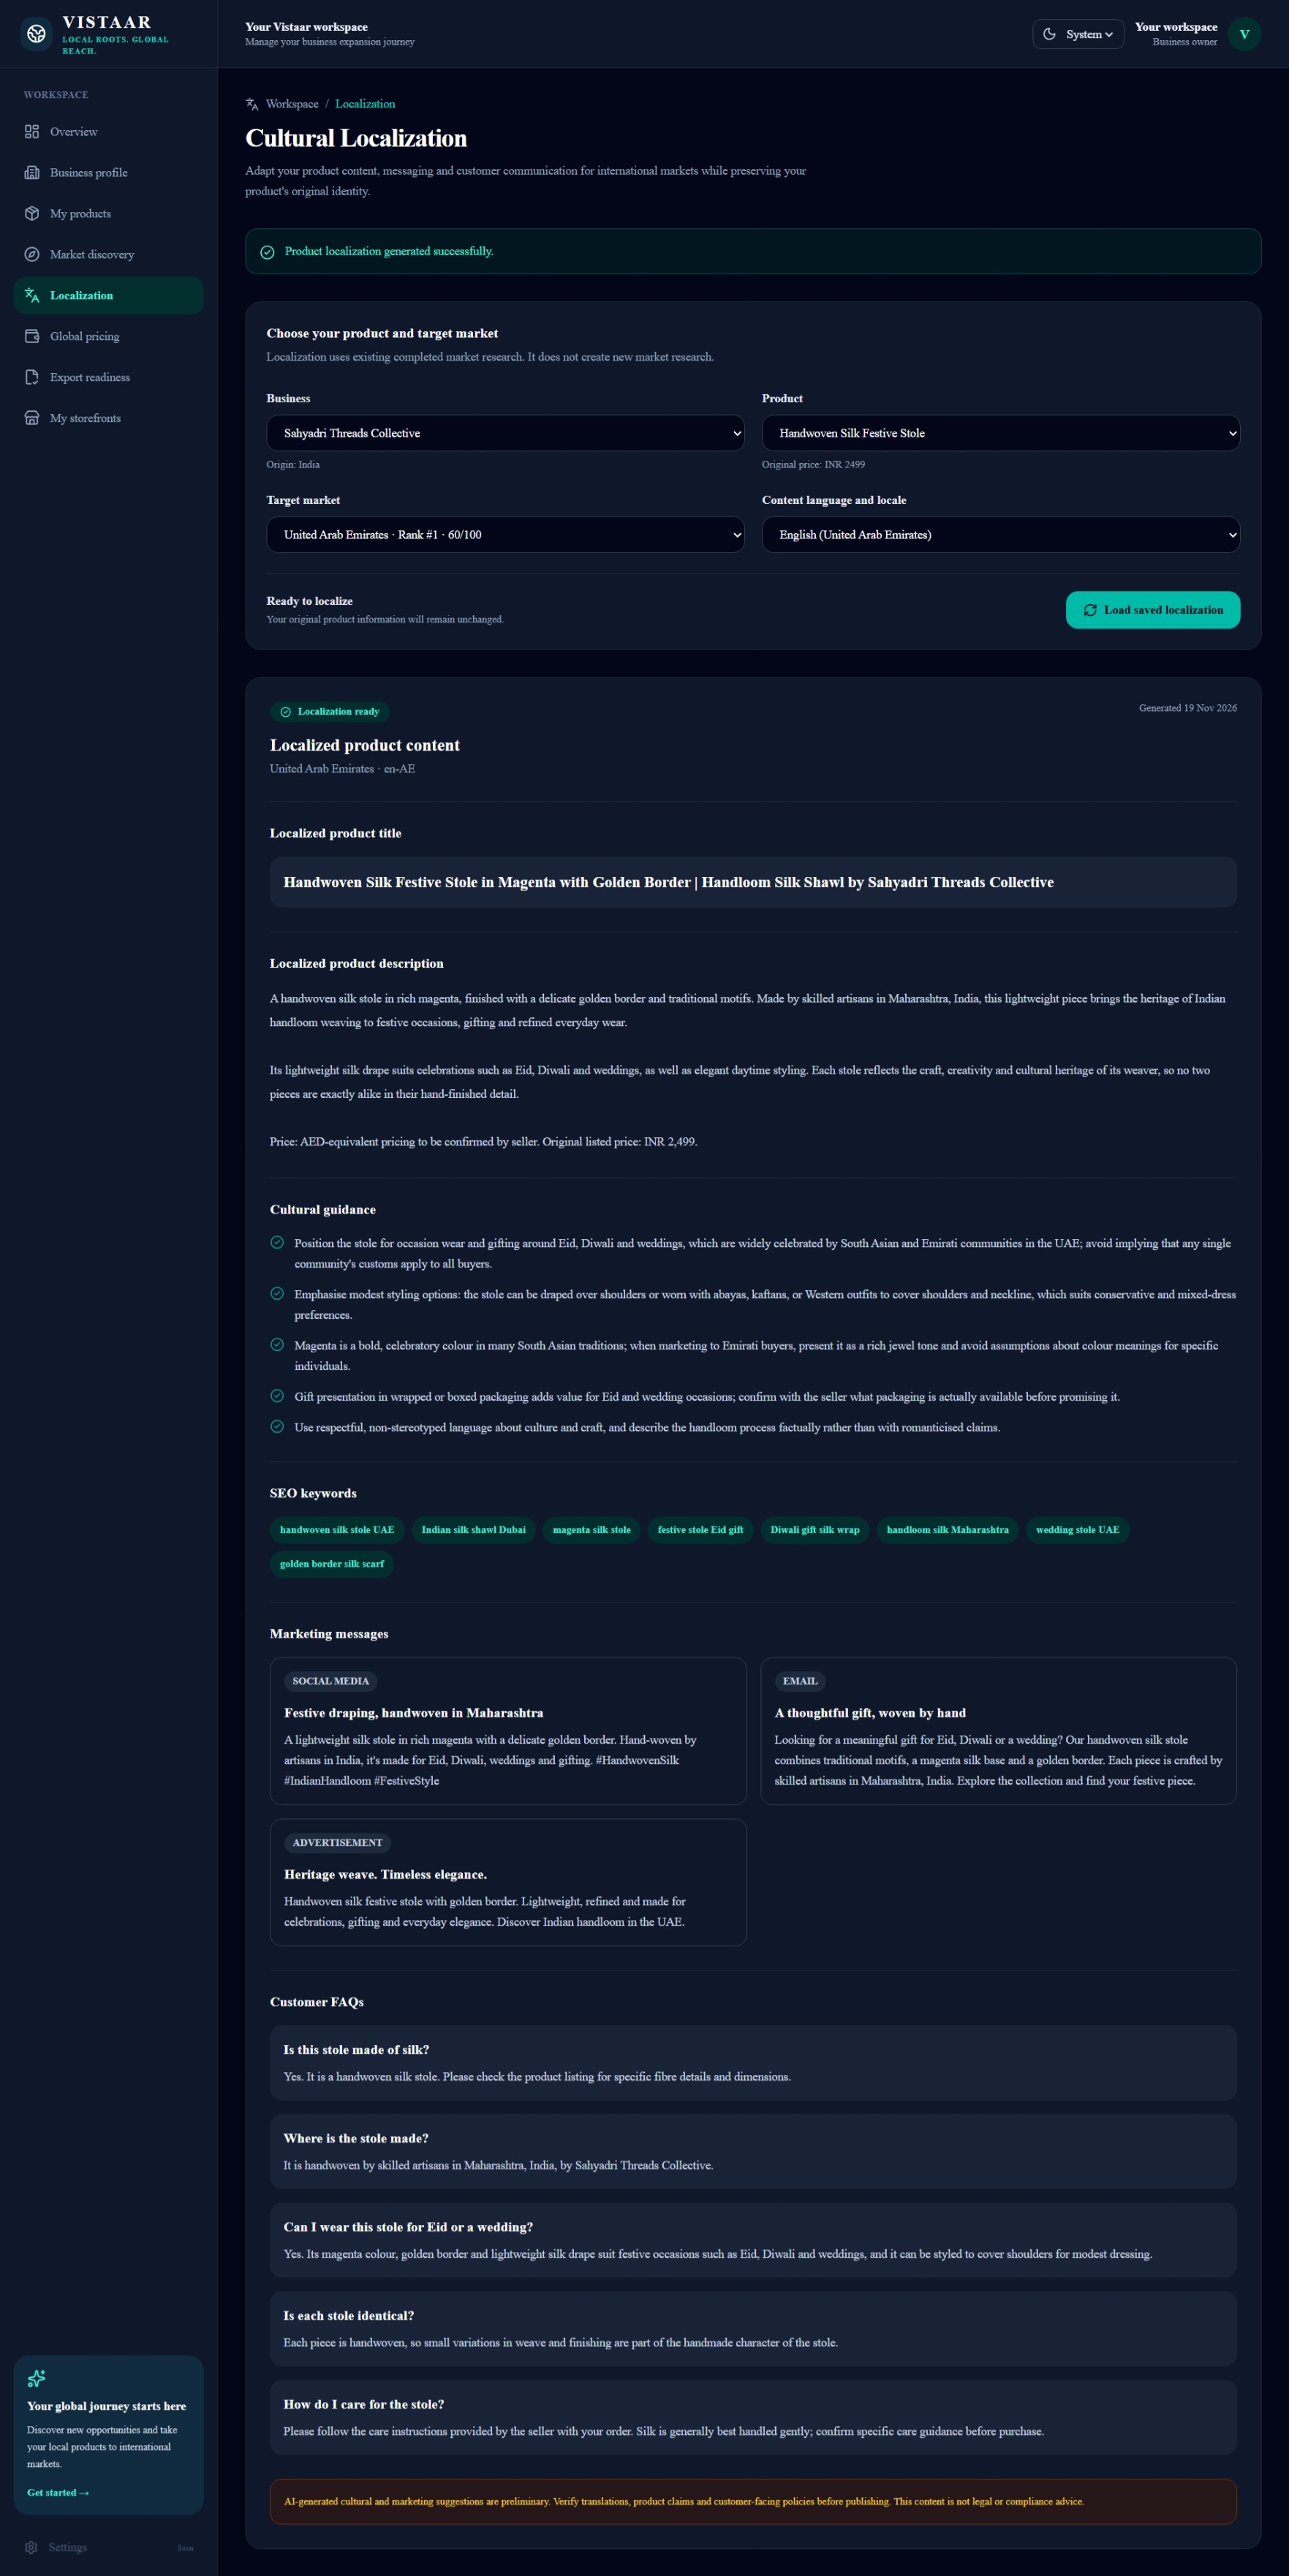 VISTAAR
LOCAL ROOTS. GLOBAL
REACH.
Your Vistaar workspace
Manage your business expansion journey
System
Your workspace
Business owner
V
WORKSPACE
Overview
Business profile
My products
Market discovery
Localization
Global pricing
Export readiness
My storefronts
Workspace / Localization
Cultural Localization
Adapt your product content, messaging and customer communication for international markets while preserving your
product's original identity.
Product localization generated successfully.
Choose your product and target market
Localization uses existing completed market research. It does not create new market research.
Business
Product
Sahyadri Threads Collective
Handwoven Silk Festive Stole
Origin: India
Original price: INR 2499
Target market
Content language and locale
United Arab Emirates · Rank #1 · 60/100
English (United Arab Emirates)
Ready to localize
Your original product information will remain unchanged.
Load saved localization
Localization ready
Generated 19 Nov 2026
Localized product content
United Arab Emirates · en-AE
Localized product title
Handwoven Silk Festive Stole in Magenta with Golden Border | Handloom Silk Shawl by Sahyadri Threads Collective
Localized product description
A handwoven silk stole in rich magenta, finished with a delicate golden border and traditional motifs. Made by skilled artisans in Maharashtra, India, this lightweight piece brings the heritage of Indian
handloom weaving to festive occasions, gifting and refined everyday wear.
Its lightweight silk drape suits celebrations such as Eid, Diwali and weddings, as well as elegant daytime styling. Each stole reflects the craft, creativity and cultural heritage of its weaver, so no two
pieces are exactly alike in their hand-finished detail.
Price: AED-equivalent pricing to be confirmed by seller. Original listed price: INR 2,499.
Cultural guidance
Position the stole for occasion wear and gifting around Eid, Diwali and weddings, which are widely celebrated by South Asian and Emirati communities in the UAE; avoid implying that any single
community's customs apply to all buyers.
Emphasise modest styling options: the stole can be draped over shoulders or worn with abayas, kaftans, or Western outfits to cover shoulders and neckline, which suits conservative and mixed-dress
preferences.
Magenta is a bold, celebratory colour in many South Asian traditions; when marketing to Emirati buyers, present it as a rich jewel tone and avoid assumptions about colour meanings for specific
individuals.
Gift presentation in wrapped or boxed packaging adds value for Eid and wedding occasions; confirm with the seller what packaging is actually available before promising it.
Use respectful, non-stereotyped language about culture and craft, and describe the handloom process factually rather than with romanticised claims.
SEO keywords
handwoven silk stole UAE
Indian silk shawl Dubai
magenta silk stole
festive stole Eid gift
Diwali gift silk wrap
handloom silk Maharashtra
wedding stole UAE
golden border silk scarf
Marketing messages
SOCIAL MEDIA
Festive draping, handwoven in Maharashtra
A lightweight silk stole in rich magenta with a delicate golden border. Hand-woven by
artisans in India, it's made for Eid, Diwali, weddings and gifting. #HandwovenSilk
#IndianHandloom #FestiveStyle
EMAIL
A thoughtful gift, woven by hand
Looking for a meaningful gift for Eid, Diwali or a wedding? Our handwoven silk stole
combines traditional motifs, a magenta silk base and a golden border. Each piece is crafted by
skilled artisans in Maharashtra, India. Explore the collection and find your festive piece.
ADVERTISEMENT
Heritage weave. Timeless elegance.
Handwoven silk festive stole with golden border. Lightweight, refined and made for
celebrations, gifting and everyday elegance. Discover Indian handloom in the UAE.
Customer FAQs
Is this stole made of silk?
Yes. It is a handwoven silk stole. Please check the product listing for specific fibre details and dimensions.
Where is the stole made?
It is handwoven by skilled artisans in Maharashtra, India, by Sahyadri Threads Collective.
Can I wear this stole for Eid or a wedding?
Yes. Its magenta colour, golden border and lightweight silk drape suit festive occasions such as Eid, Diwali and weddings, and it can be styled to cover shoulders for modest dressing.
Is each stole identical?
Each piece is handwoven, so small variations in weave and finishing are part of the handmade character of the stole.
How do I care for the stole?
Please follow the care instructions provided by the seller with your order. Silk is generally best handled gently; confirm specific care guidance before purchase.
AI-generated cultural and marketing suggestions are preliminary. Verify translations, product claims and customer-facing policies before publishing. This content is not legal or compliance advice.
Your global journey starts here
Discover new opportunities and take
your local products to international
markets.
Get started →
Settings
Soon